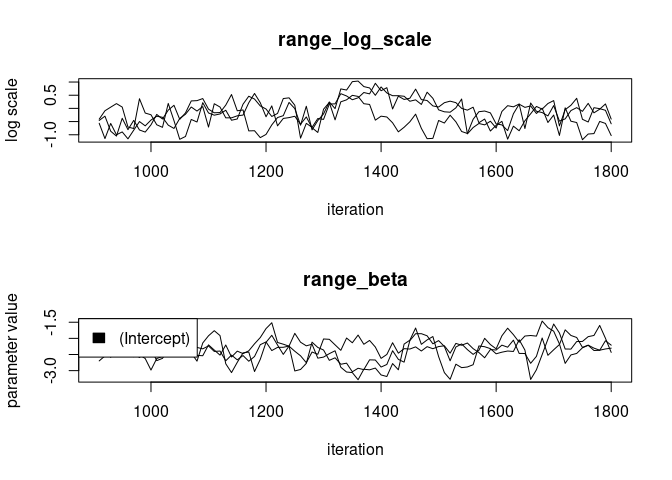 range_log_scale
log scale
0.5
-1.0
1000 1200 1400 1600 1800
iteration
range_beta
parameter value
-1.5
-3.0
(Intercept)
1000 1200 1400 1600 1800
iteration